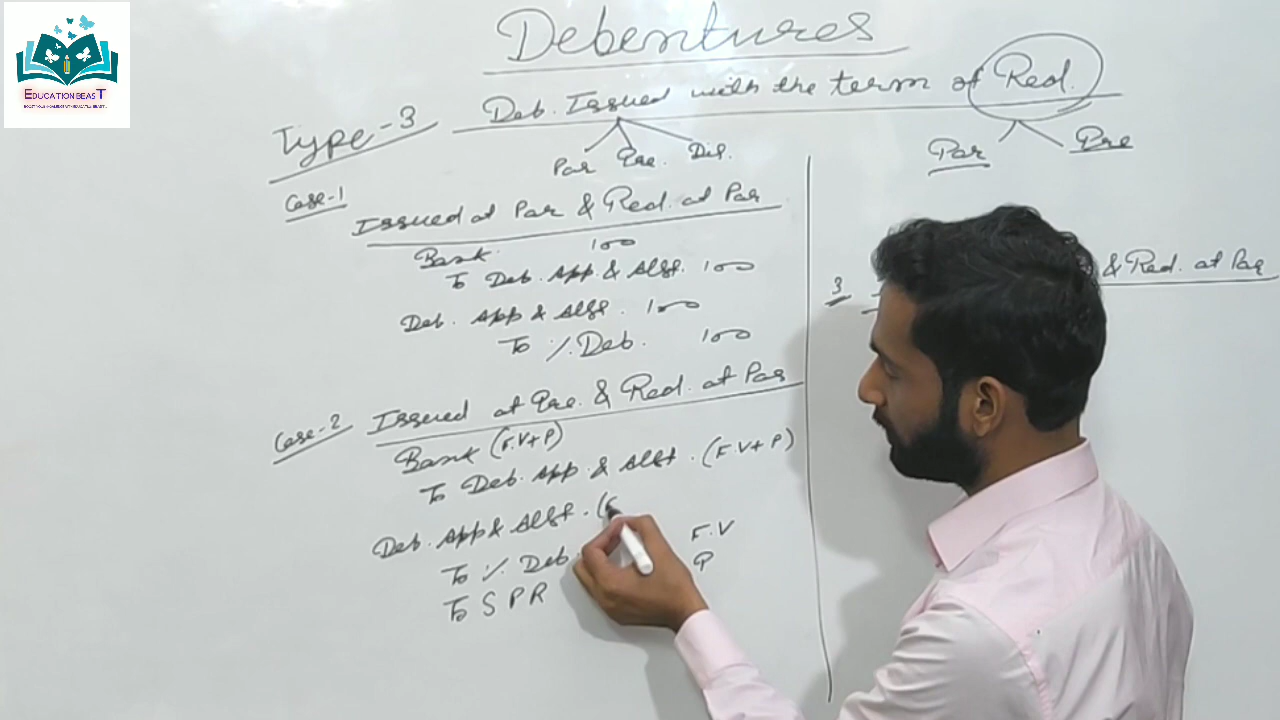 EDUCATION BEAST
Debentures
Type-3
Deb. Issued with the term of Red.
Par Pre. Dis.
Par Pre
Case-1
Issued at Par & Red. at Par
Bank 100
To Deb. App & Allt. 100
Deb. App & Allt. 100
To % Deb. 100
Case-2 Issued at Pre. & Red. at Par
Bank (F.V+P)
To Deb. App. & Allt. (F.V+P)
Deb. App & Allt. (F
To % Deb. F.V
To S P R P
3 & Red. at Par